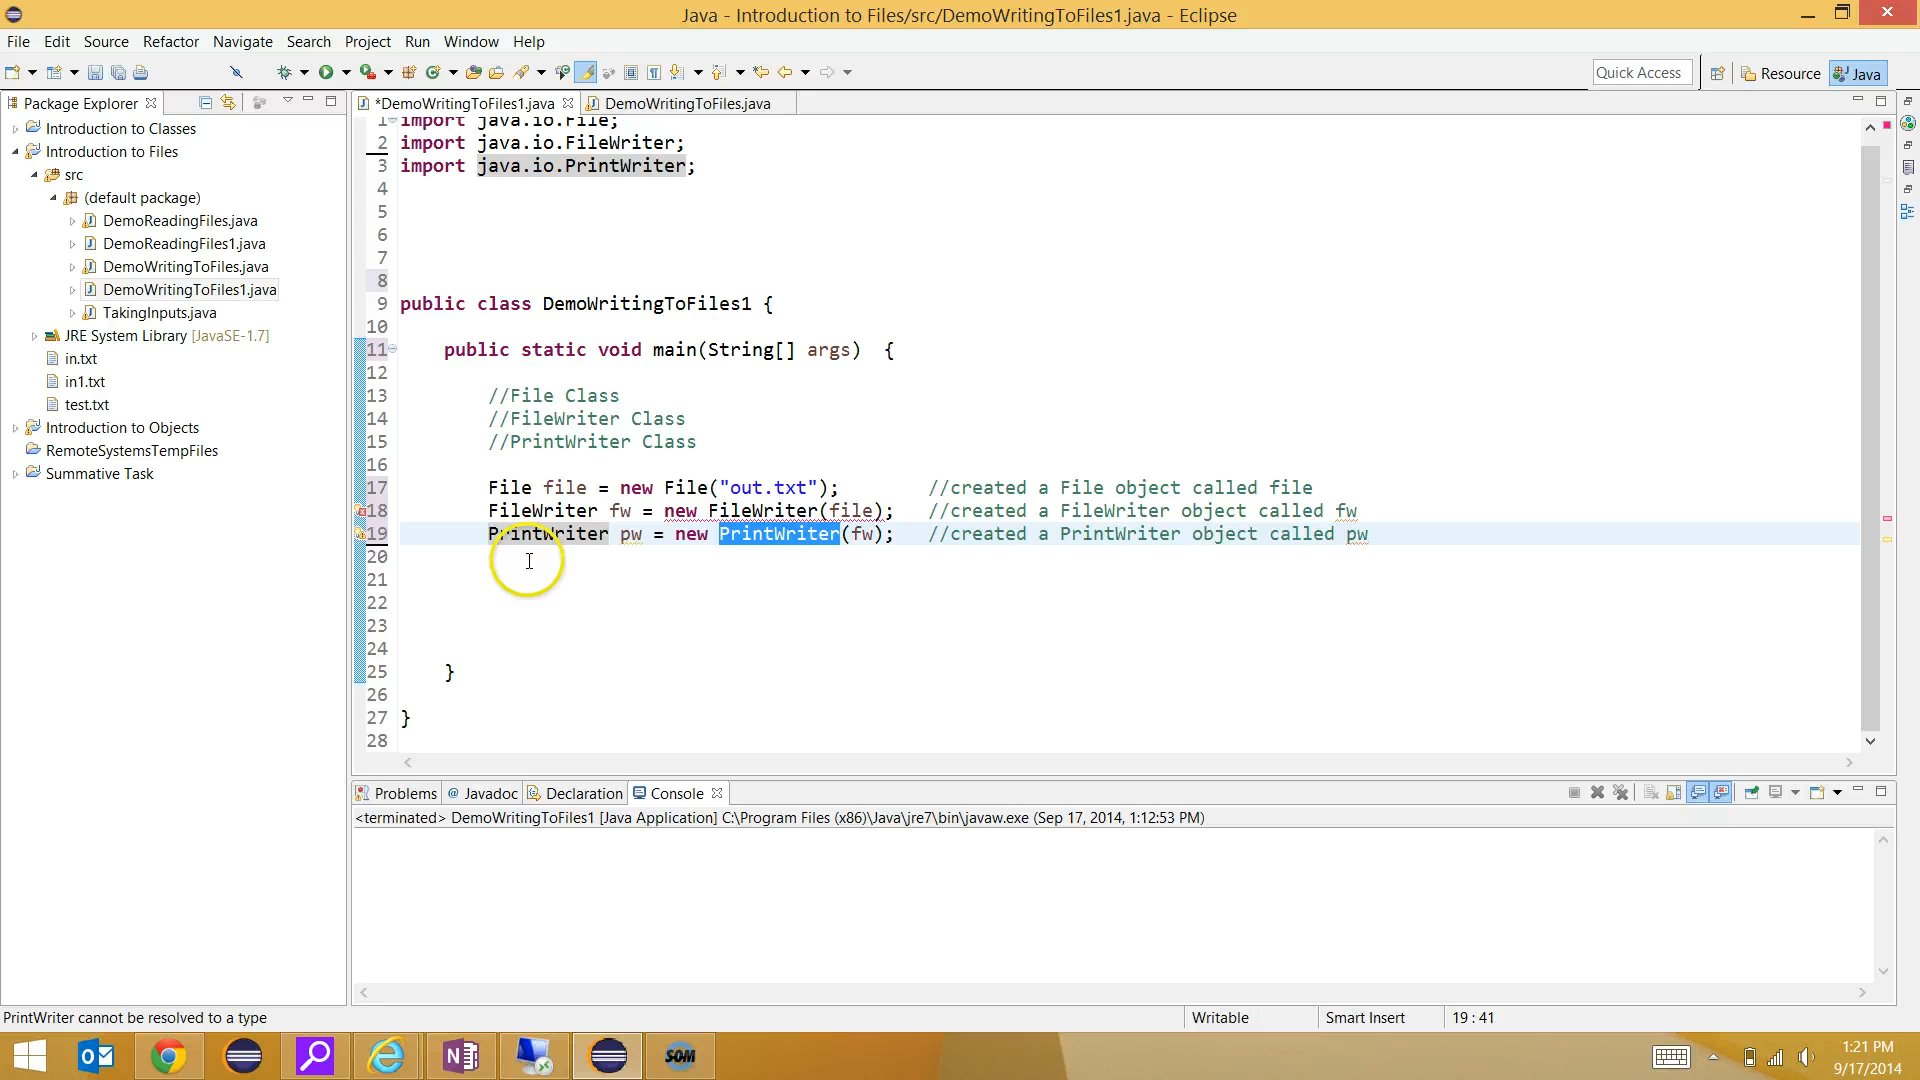 Java - Introduction to Files/src/DemoWritingToFiles1.java - Eclipse
File Edit Source Refactor Navigate Search Project Run Window Help
Quick Access
Resource
Java
Package Explorer
*DemoWritingToFiles1.java
DemoWritingToFiles.java
Introduction to Classes
Introduction to Files
src
(default package)
DemoReadingFiles.java
DemoReadingFiles1.java
DemoWritingToFiles.java
DemoWritingToFiles1.java
TakingInputs.java
JRE System Library [JavaSE-1.7]
in.txt
in1.txt
test.txt
Introduction to Objects
RemoteSystemsTempFiles
Summative Task
1 import java.io.File;
2 import java.io.FileWriter;
3 import java.io.PrintWriter;
4
5
6
7
8
9 public class DemoWritingToFiles1 {
10
11 public static void main(String[] args) {
12
13 //File Class
14 //FileWriter Class
15 //PrintWriter Class
16
17 File file = new File("out.txt"); //created a File object called file
18 FileWriter fw = new FileWriter(file); //created a FileWriter object called fw
19 PrintWriter pw = new PrintWriter(fw); //created a PrintWriter object called pw
20
21
22
23
24
25 }
26
27 }
28
Problems @ Javadoc Declaration Console
<terminated> DemoWritingToFiles1 [Java Application] C:\Program Files (x86)\Java\jre7\bin\javaw.exe (Sep 17, 2014, 1:12:53 PM)
PrintWriter cannot be resolved to a type
Writable
Smart Insert
19 : 41
SOM
1:21 PM
9/17/2014